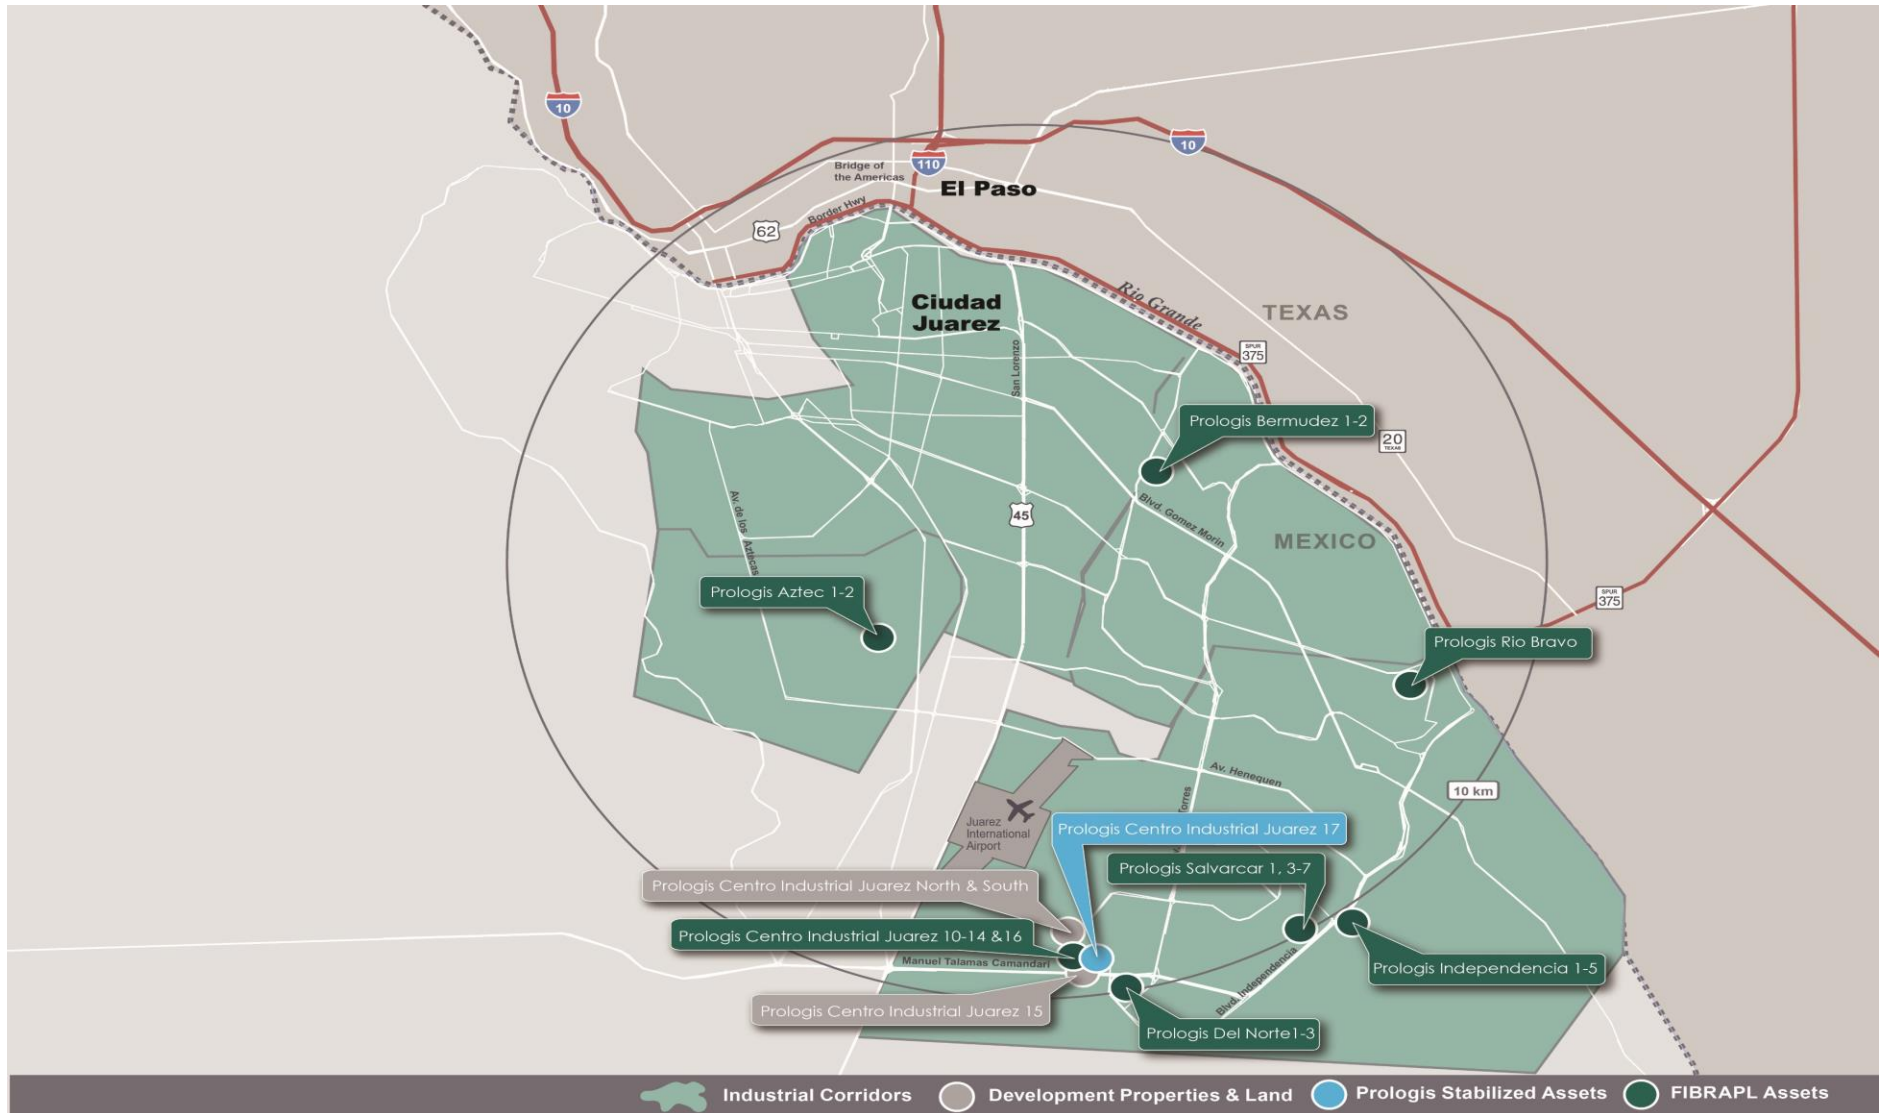 10
10
Bridge of
the Americas
110
El Paso
Border Hwy
62
Ciudad
Juarez
Rio Grande
TEXAS
SPUR
375
San Lorenzo
Prologis Bermudez 1-2
20
TEXAS
Av. de los Aztecas
45
Blvd. Gomez Morin
MEXICO
Prologis Aztec 1-2
SPUR
375
Prologis Rio Bravo
Av. Henequen
10 km
Torres
Juarez
International
Airport
Prologis Centro Industrial Juarez 17
Prologis Salvarcar 1, 3-7
Prologis Centro Industrial Juarez North & South
Prologis Centro Industrial Juarez 10-14 &16
Manuel Talamas Camandari
Blvd. Independencia
Prologis Independencia 1-5
Prologis Centro Industrial Juarez 15
Prologis Del Norte1-3
Industrial Corridors
Development Properties & Land
Prologis Stabilized Assets
FIBRAPL Assets